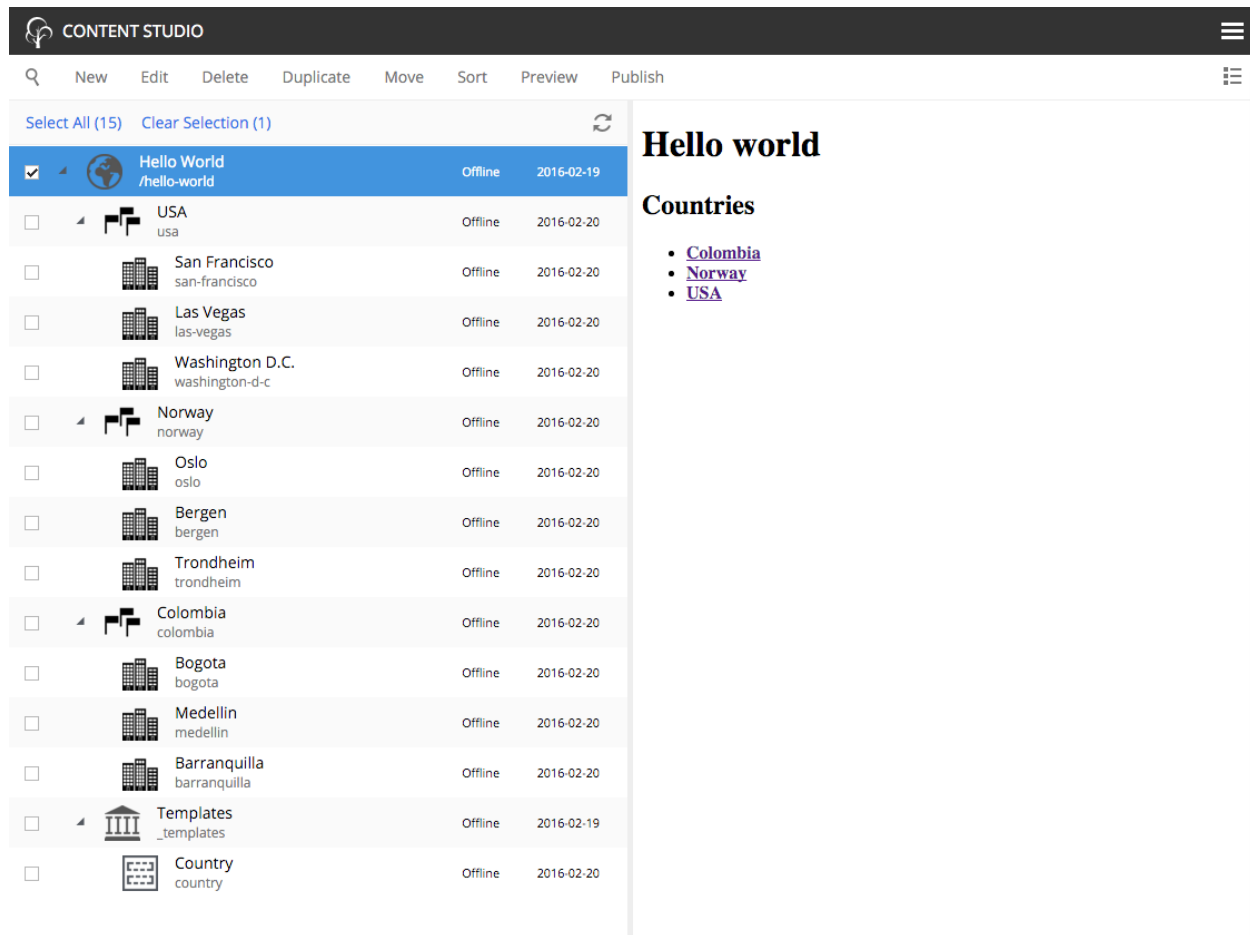 CONTENT STUDIO
New Edit Delete Duplicate Move Sort Preview Publish
Select All (15) Clear Selection (1)
Hello World Offline 2016-02-19
/hello-world
USA Offline 2016-02-20
usa
San Francisco Offline 2016-02-20
san-francisco
Las Vegas Offline 2016-02-20
las-vegas
Washington D.C. Offline 2016-02-20
washington-d-c
Norway Offline 2016-02-20
norway
Oslo Offline 2016-02-20
oslo
Bergen Offline 2016-02-20
bergen
Trondheim Offline 2016-02-20
trondheim
Colombia Offline 2016-02-20
colombia
Bogota Offline 2016-02-20
bogota
Medellin Offline 2016-02-20
medellin
Barranquilla Offline 2016-02-20
barranquilla
Templates Offline 2016-02-19
_templates
Country Offline 2016-02-20
country
Hello world
Countries
Colombia
Norway
USA